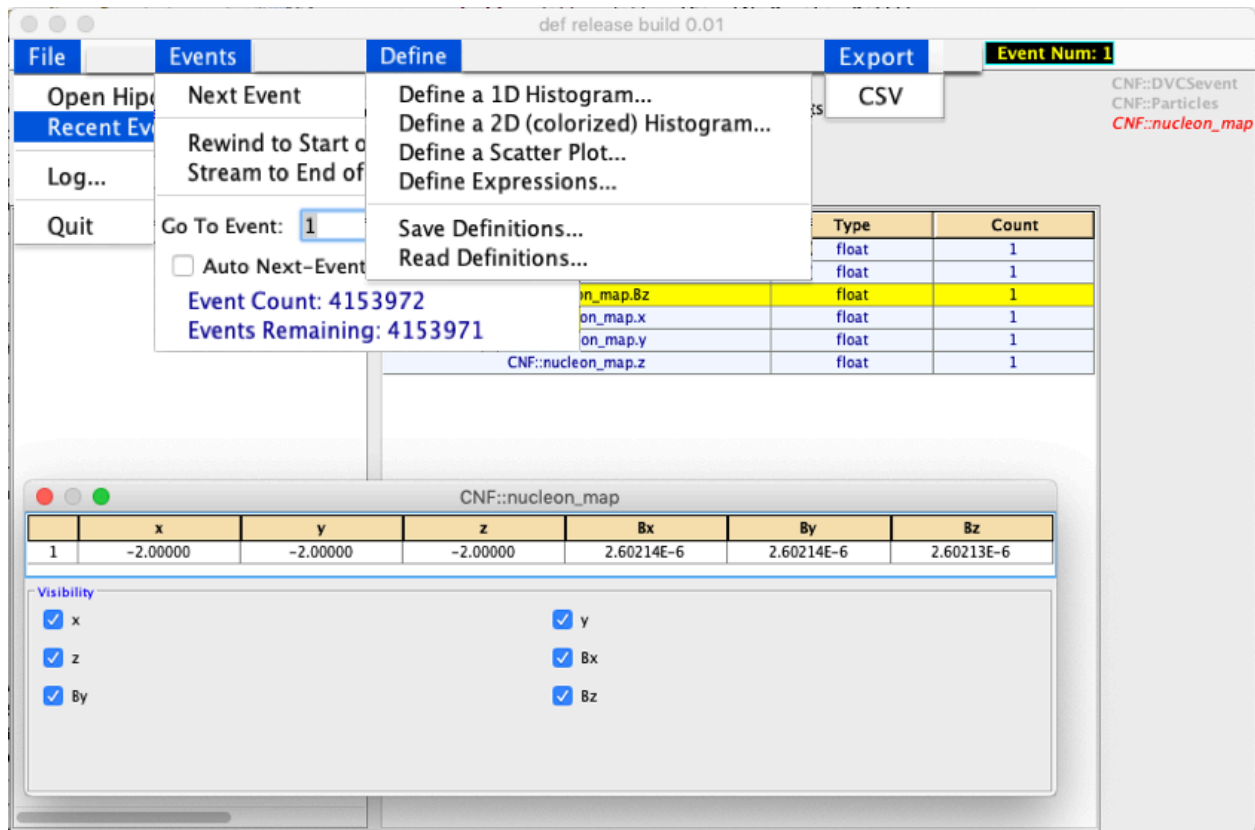 def release build 0.01
File Events Define Export Event Num: 1
Open Hipo
Recent Ev
Log...
Quit
Next Event
Rewind to Start o
Stream to End of
Go To Event: 1
Auto Next-Event
Event Count: 4153972
Events Remaining: 4153971
Define a 1D Histogram...
Define a 2D (colorized) Histogram...
Define a Scatter Plot...
Define Expressions...
Save Definitions...
Read Definitions...
CSV
CNF::DVCSevent
CNF::Particles
CNF::nucleon_map
Type Count
float 1
float 1
on_map.Bz float 1
on_map.x float 1
on_map.y float 1
CNF::nucleon_map.z float 1
CNF::nucleon_map
x y z Bx By Bz
1 -2.00000 -2.00000 -2.00000 2.60214E-6 2.60214E-6 2.60213E-6
Visibility
x y
z Bx
By Bz